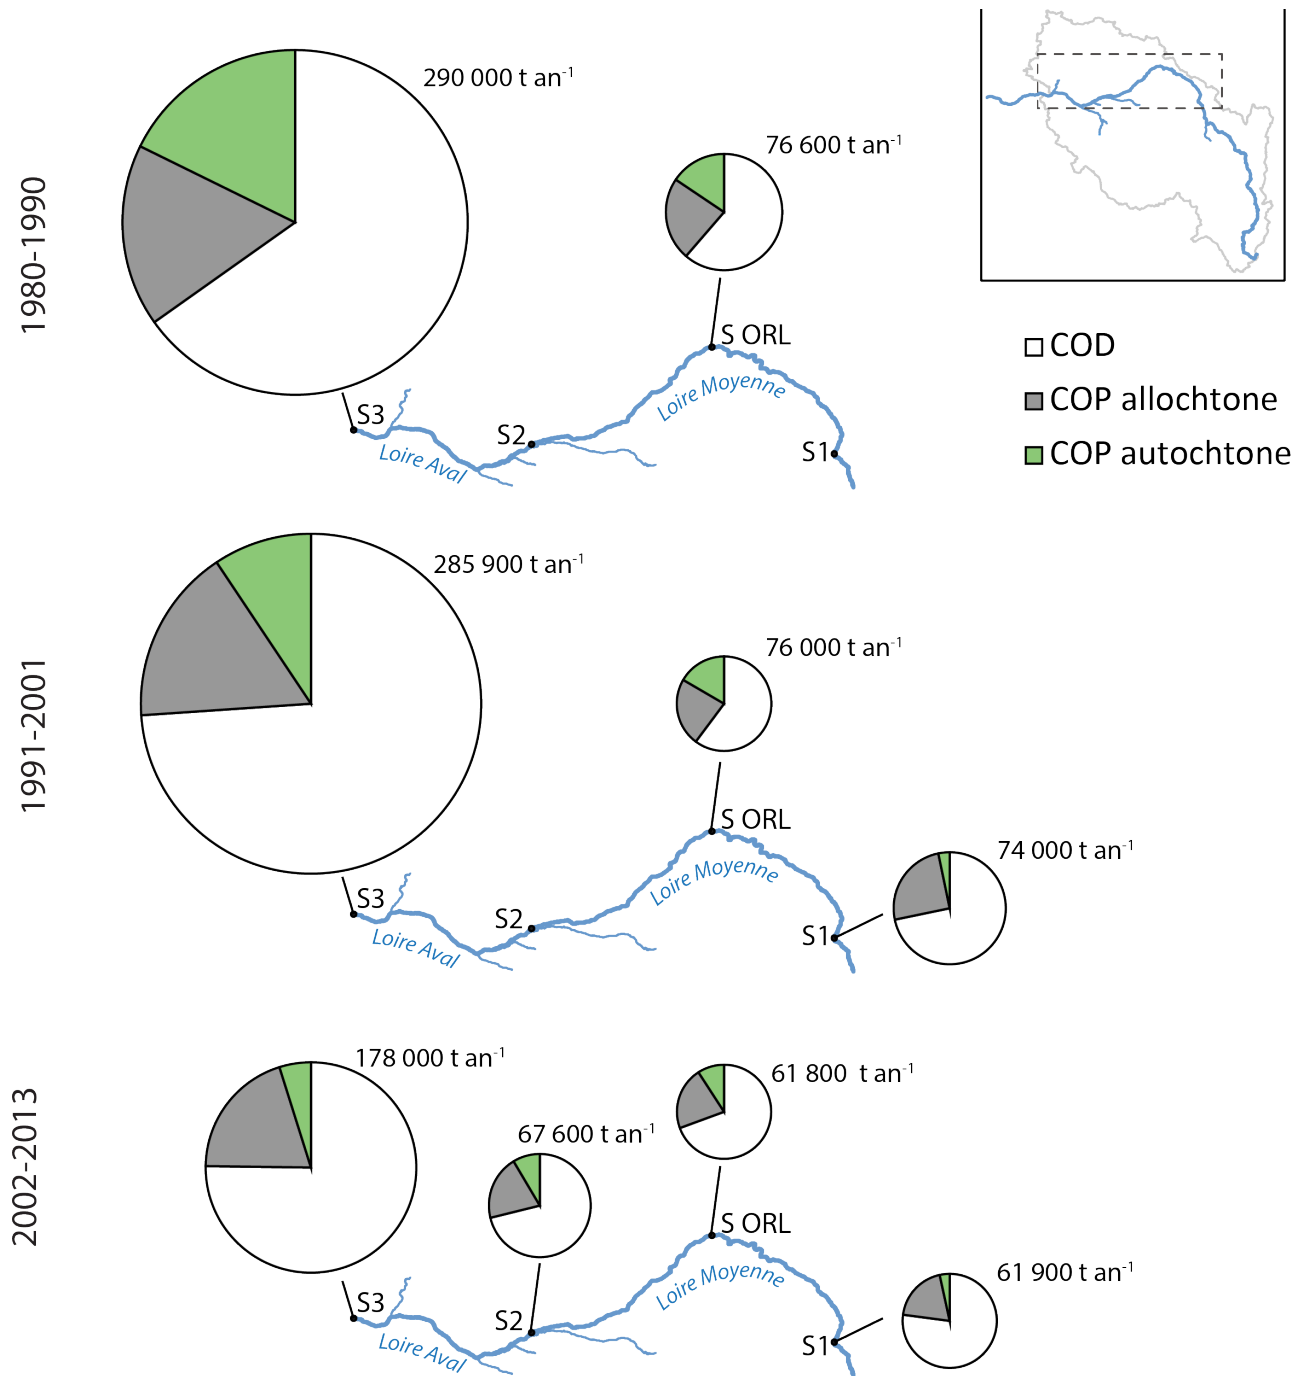 1980-1990
290 000 t an⁻¹
76 600 t an⁻¹
S ORL
Loire Moyenne
S3
S2
S1
Loire Aval
COD
COP allochtone
COP autochtone
1991-2001
285 900 t an⁻¹
76 000 t an⁻¹
S ORL
Loire Moyenne
74 000 t an⁻¹
S3
S2
S1
Loire Aval
2002-2013
178 000 t an⁻¹
67 600 t an⁻¹
61 800 t an⁻¹
S ORL
Loire Moyenne
61 900 t an⁻¹
S3
S2
S1
Loire Aval